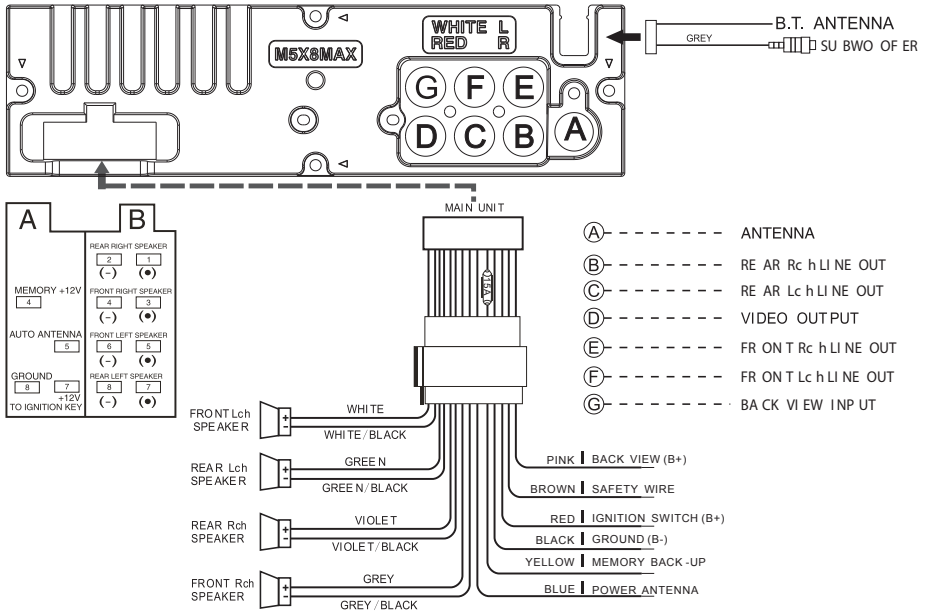 WHITE L
RED R
M5X8MAX
B.T. ANTENNA
GREY
SU BWO OF ER
G F E
D C B A
MAIN UNIT
15A
A
B
REAR RIGHT SPEAKER
2 1
(-) (●)
MEMORY +12V
4
FRONT RIGHT SPEAKER
4 3
(-) (●)
AUTO ANTENNA
5
FRONT LEFT SPEAKER
6 5
(-) (●)
GROUND
8 7
+12V
TO IGNITION KEY
REAR LEFT SPEAKER
8 7
(-) (●)
A ANTENNA
B RE AR Rc h LI NE OUT
C RE AR Lc h LI NE OUT
D VIDEO OUT PUT
E FR ON T Rc h LI NE OUT
F FR ON T Lc h LI NE OUT
G BA CK VI EW I NP UT
FRONT Lch
SPEAKER
+
-
WHITE
WHITE/BLACK
REAR Lch
SPEAKER
+
-
GREE N
GREE N/BLACK
REAR Rch
SPEAKER
+
-
VIOLET
VIOLET/BLACK
FRONT Rch
SPEAKER
+
-
GREY
GREY/BLACK
PINK BACK VIEW (B+)
BROWN SAFETY WIRE
RED IGNITION SWITCH (B+)
BLACK GROUND (B-)
YELLOW MEMORY BACK-UP
BLUE POWER ANTENNA